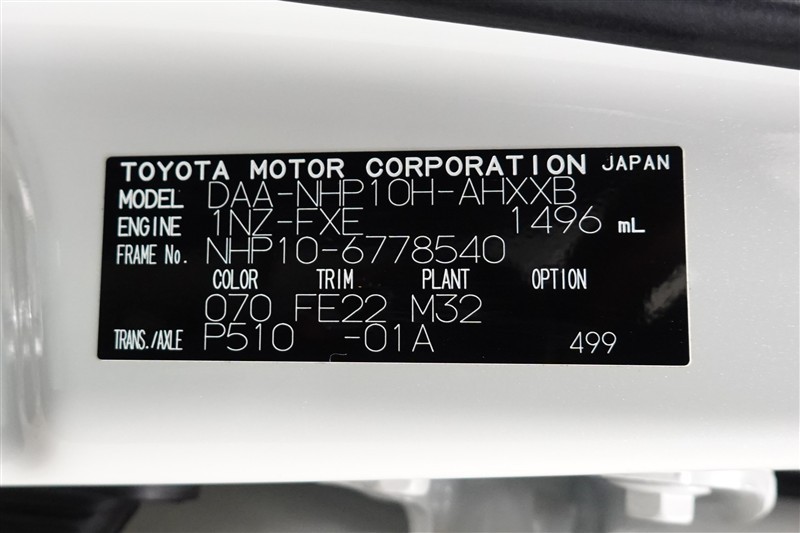 TOYOTA MOTOR CORPORATION JAPAN
MODEL DAA-NHP10H-AHXXB
ENGINE 1NZ-FXE 1496 mL
FRAME No. NHP10-6778540
COLOR TRIM PLANT OPTION
070 FE22 M32
TRANS./AXLE P510 -01A 499